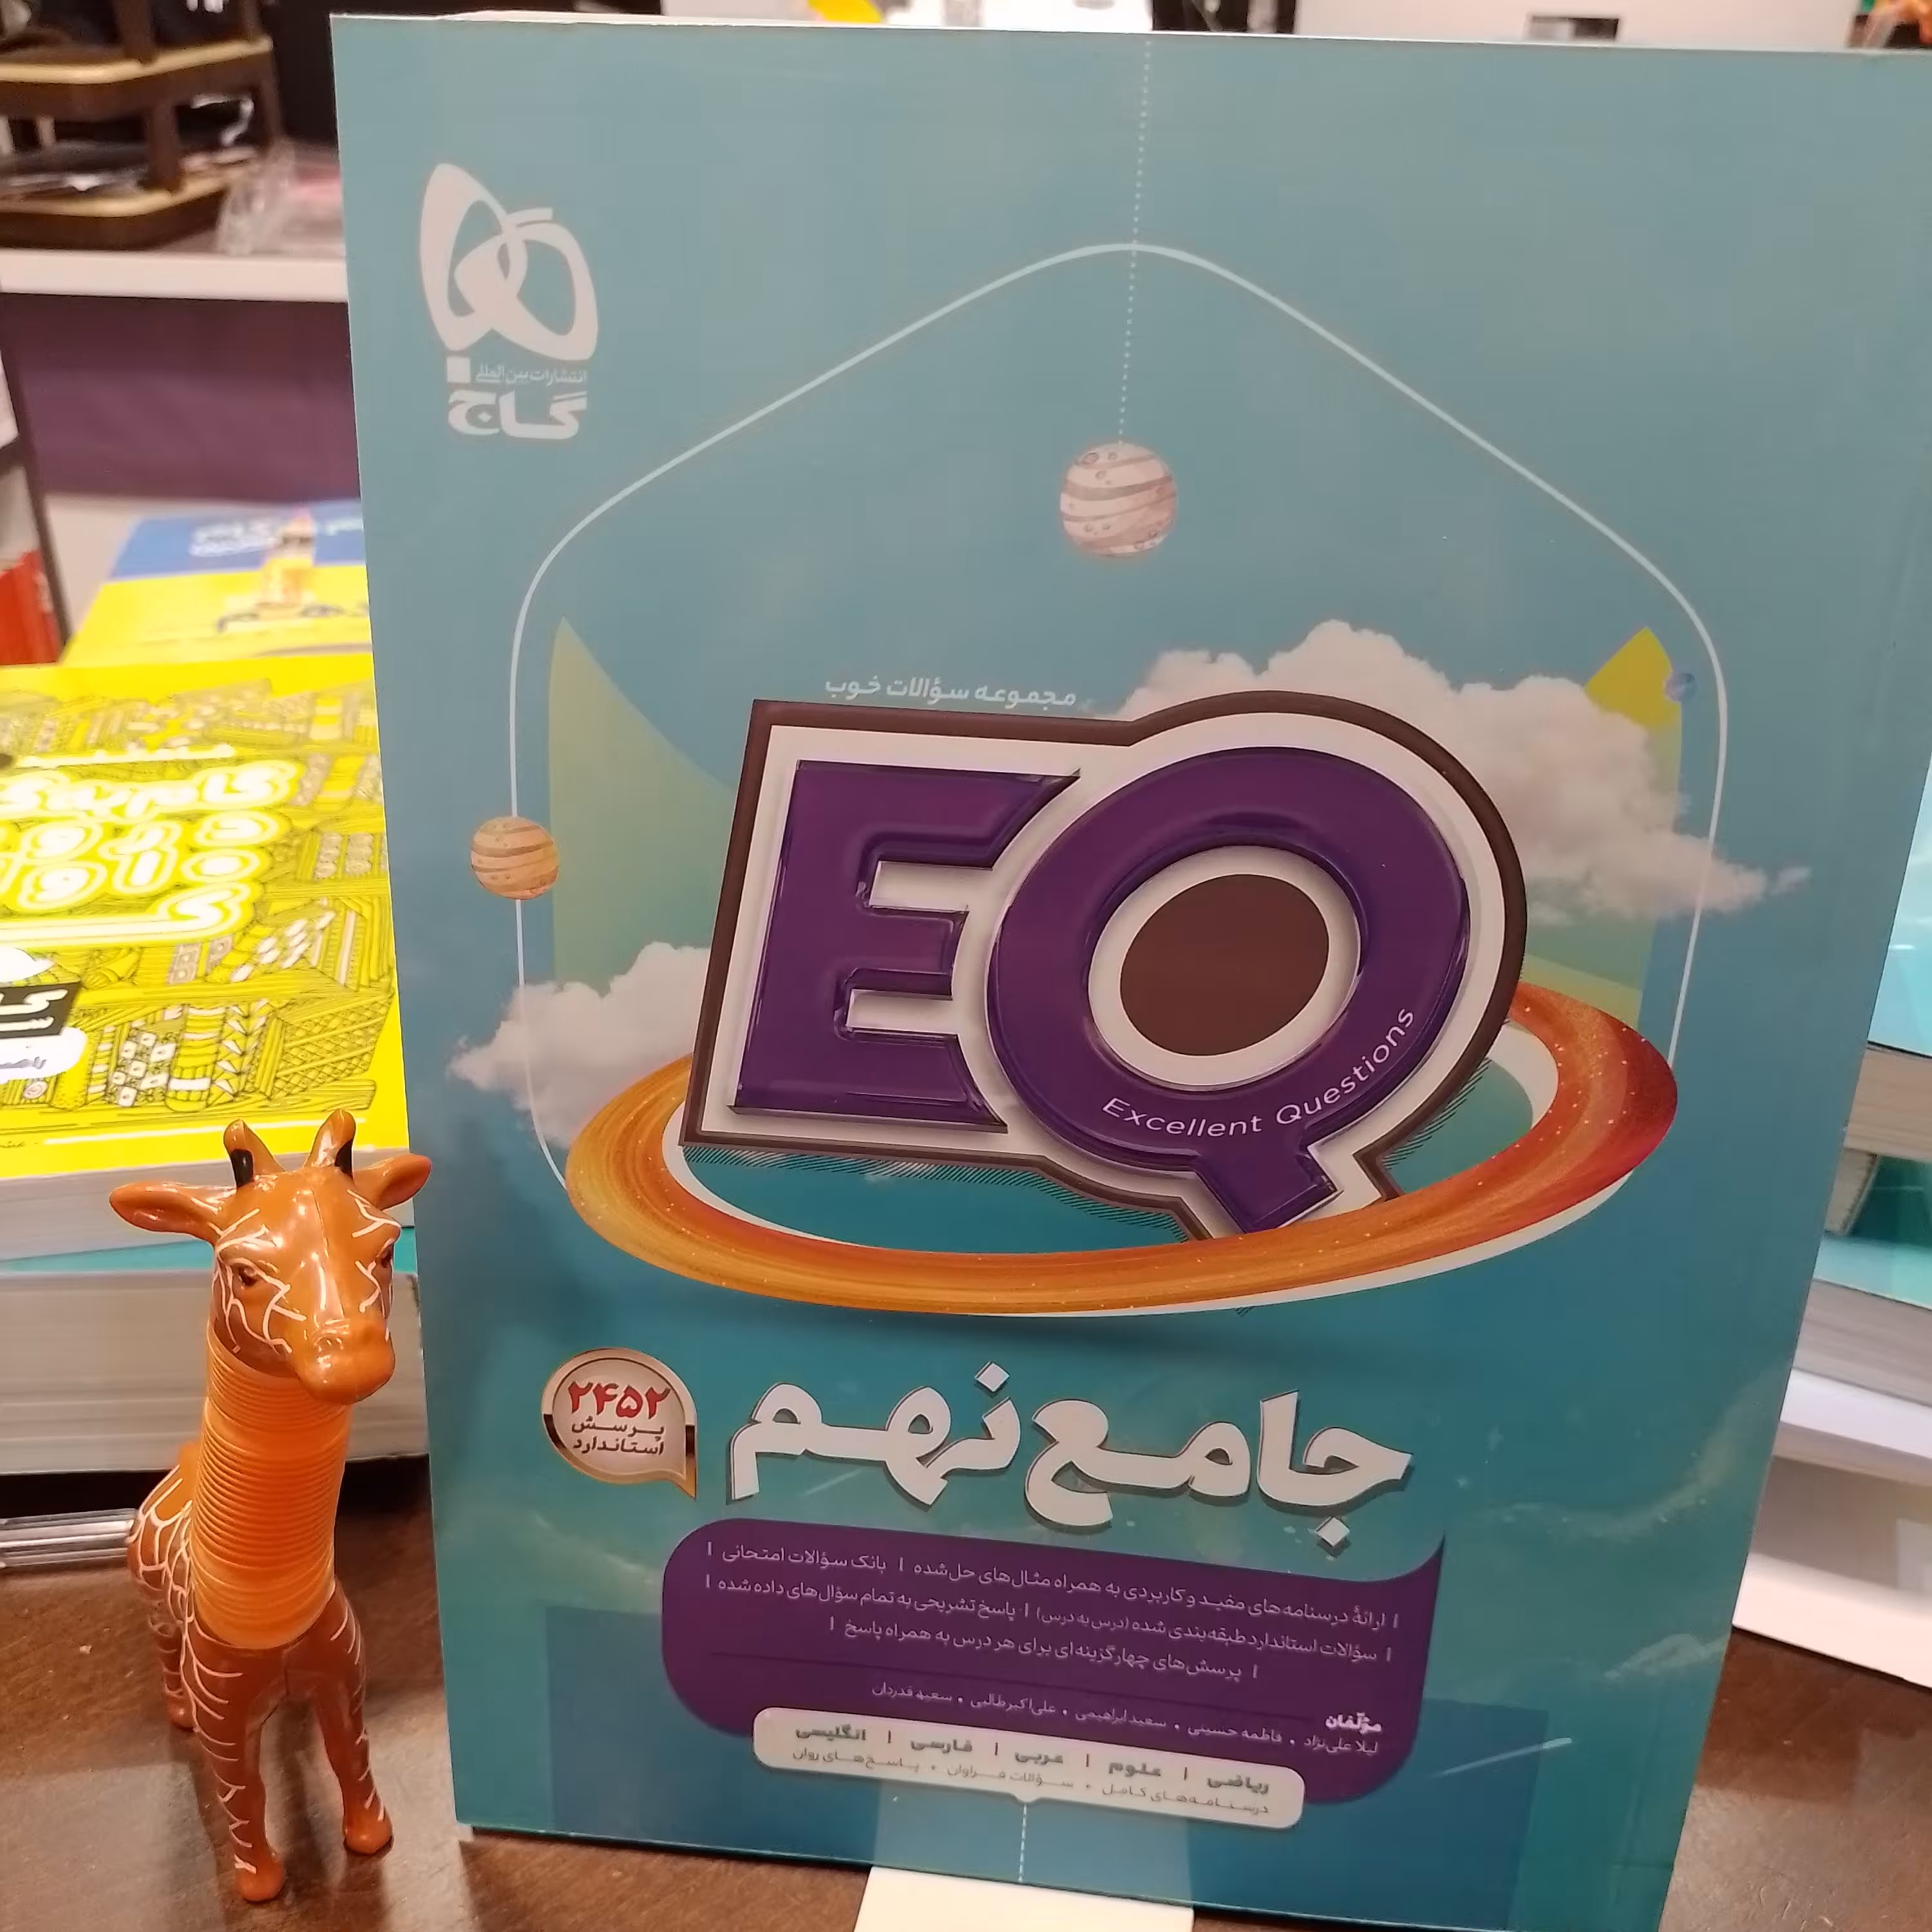 انتشارات بین‌المللی
گاج
مجموعه سؤالات خوب
EQ
Excellent Questions
جامع نهم
۲۴۵۲
پرسش
استاندارد
| ارائهٔ درسنامه‌های مفید و کاربردی به همراه مثال‌های حل‌شده | بانک سؤالات امتحانی |
| سؤالات استاندارد طبقه‌بندی شده (درس به درس) | پاسخ تشریحی به تمام سؤال‌های داده شده |
| پرسش‌های چهارگزینه‌ای برای هر درس به همراه پاسخ |
مؤلفان
لیلا علی‌نژاد • فاطمه حسینی • سعید ابراهیمی • علی‌اکبر طالبی • سعیه قدردان
ریاضی | علوم | عربی | فارسی | انگلیسی
درسنامه‌های کامل • سؤالات فراوان • پاسخ‌های روان